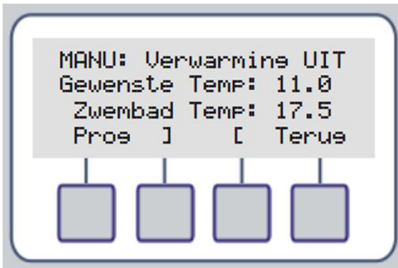 MANU: Verwarming UIT
Gewenste Temp: 11.0
Zwembad Temp: 17.5
Prog ] [ Terug